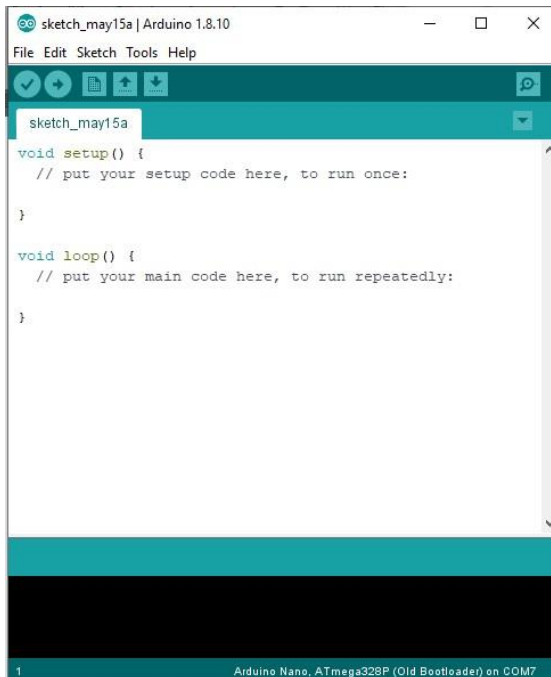 sketch_may15a | Arduino 1.8.10
File Edit Sketch Tools Help
sketch_may15a
void setup() {
  // put your setup code here, to run once:
}
void loop() {
  // put your main code here, to run repeatedly:
}
1
Arduino Nano, ATmega328P (Old Bootloader) on COM7